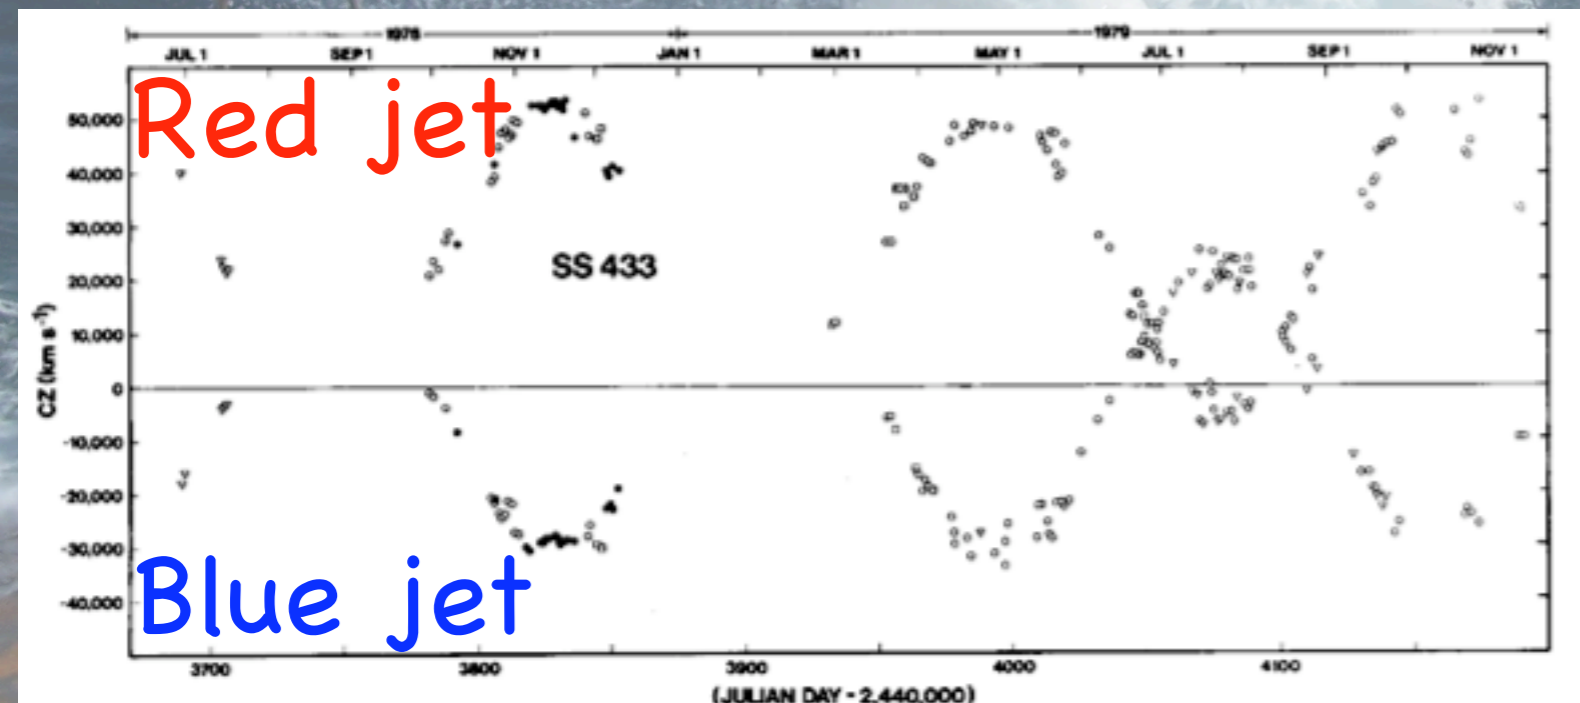 1978 1979
JUL 1 SEP 1 NOV 1 JAN 1 MAR 1 MAY 1 JUL 1 SEP 1 NOV 1
Red jet
50,000
40,000
30,000
SS 433
20,000
10,000
0
-10,000
-20,000
-30,000
-40,000
CZ (km s⁻¹)
Blue jet
3700 3800 3900 4000 4100
(JULIAN DAY - 2,440,000)